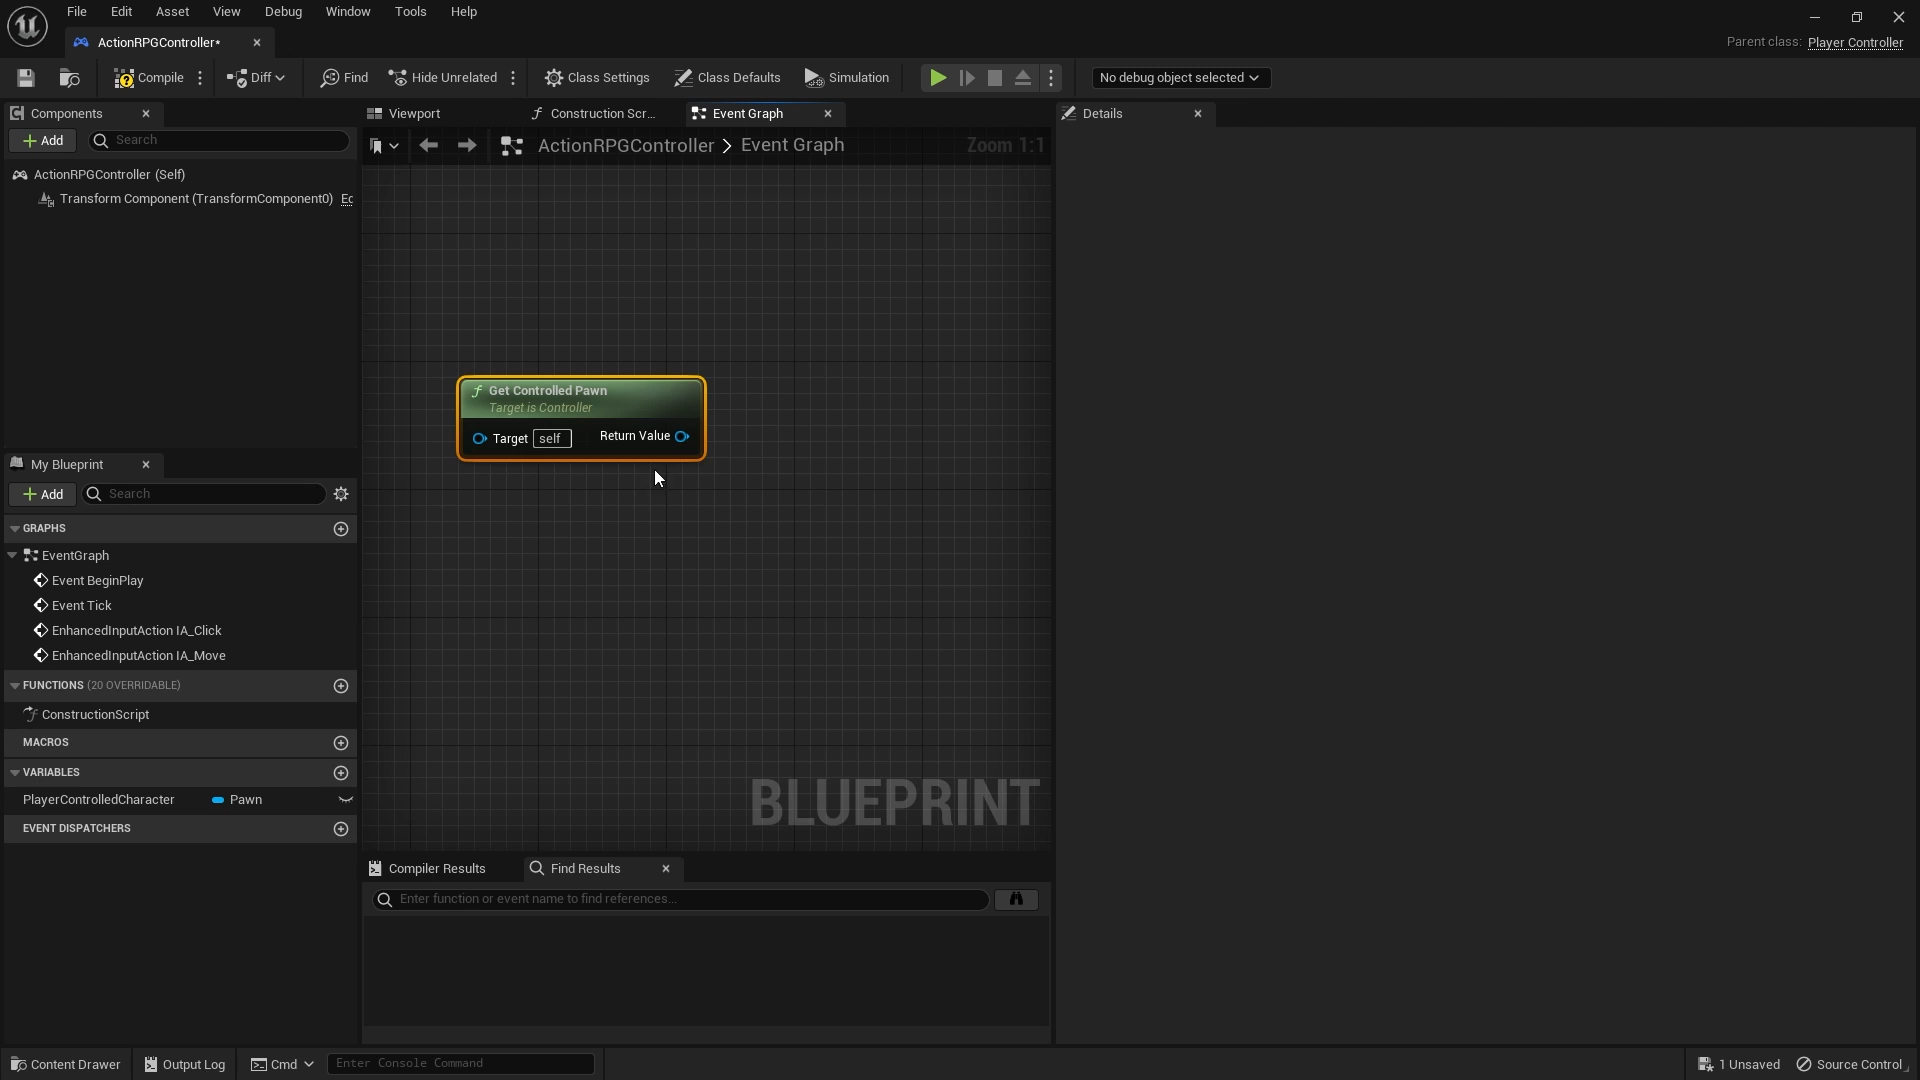 File Edit Asset View Debug Window Tools Help
ActionRPGController*
Parent class: Player Controller
Compile Diff Find Hide Unrelated Class Settings Class Defaults Simulation No debug object selected
Components
Viewport Construction Scr... Event Graph
Details
Add Search
ActionRPGController > Event Graph Zoom 1:1
ActionRPGController (Self)
Transform Component (TransformComponent0) Ec
Get Controlled Pawn
Target is Controller
Target self Return Value
My Blueprint
Add Search
GRAPHS
EventGraph
Event BeginPlay
Event Tick
EnhancedInputAction IA_Click
EnhancedInputAction IA_Move
FUNCTIONS (20 OVERRIDABLE)
ConstructionScript
MACROS
VARIABLES
PlayerControlledCharacter Pawn
EVENT DISPATCHERS
BLUEPRINT
Compiler Results Find Results
Enter function or event name to find references...
Content Drawer Output Log Cmd Enter Console Command 1 Unsaved Source Control